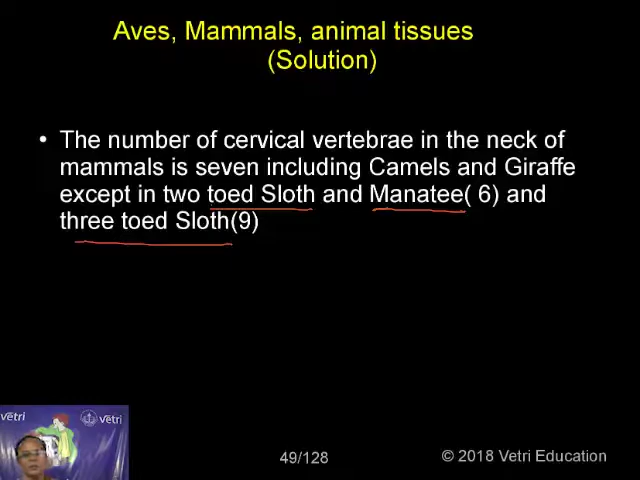 Aves, Mammals, animal tissues
(Solution)
• The number of cervical vertebrae in the neck of
mammals is seven including Camels and Giraffe
except in two toed Sloth and Manatee( 6) and
three toed Sloth(9)
vetri
vetri
49/128
© 2018 Vetri Education